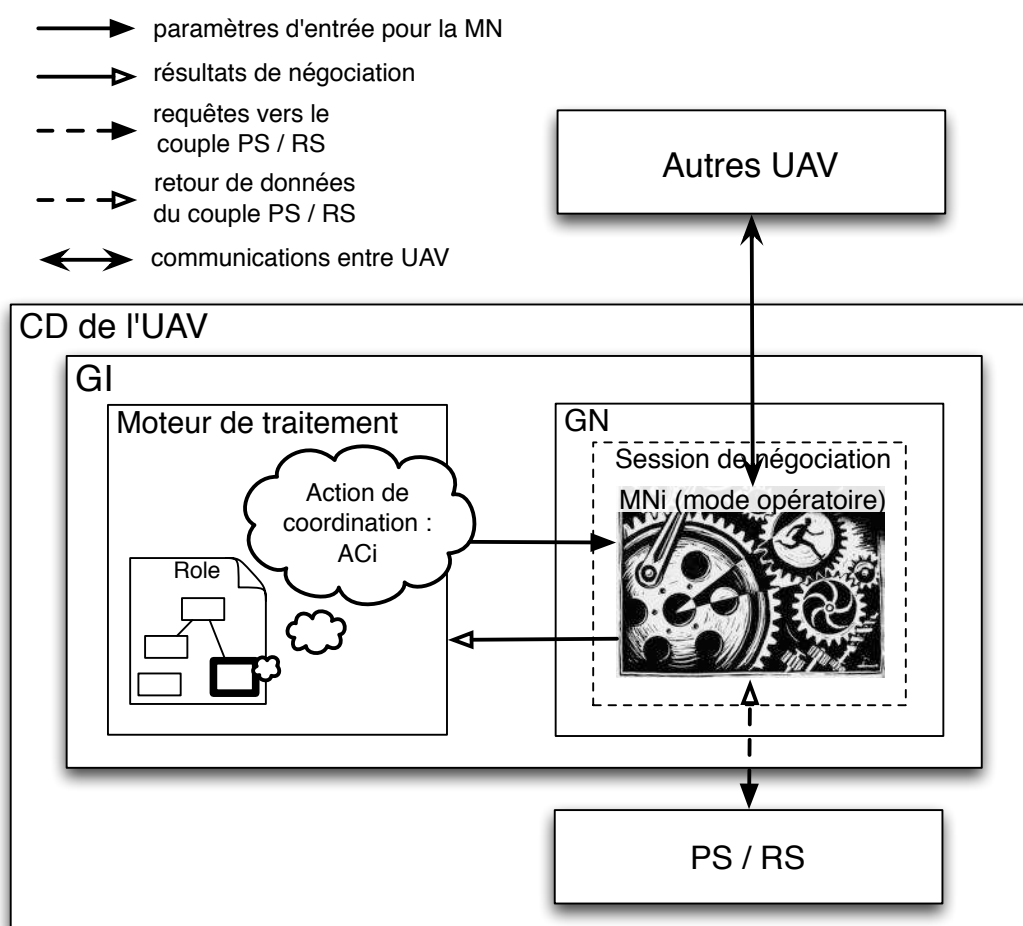 paramètres d'entrée pour la MN
résultats de négociation
requêtes vers le
couple PS / RS
retour de données
du couple PS / RS
communications entre UAV
Autres UAV
CD de l'UAV
GI
Moteur de traitement
Action de
coordination :
ACi
Role
GN
Session de négociation
MNi (mode opératoire)
PS / RS